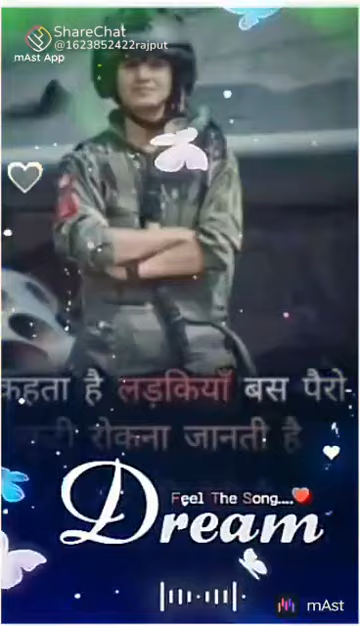 ShareChat
@1623852422rajput
mAst App
कहता है लड़कियाँ बस पैरो
रोकना जानती है
Feel The Song....❤️
Dream
mAst